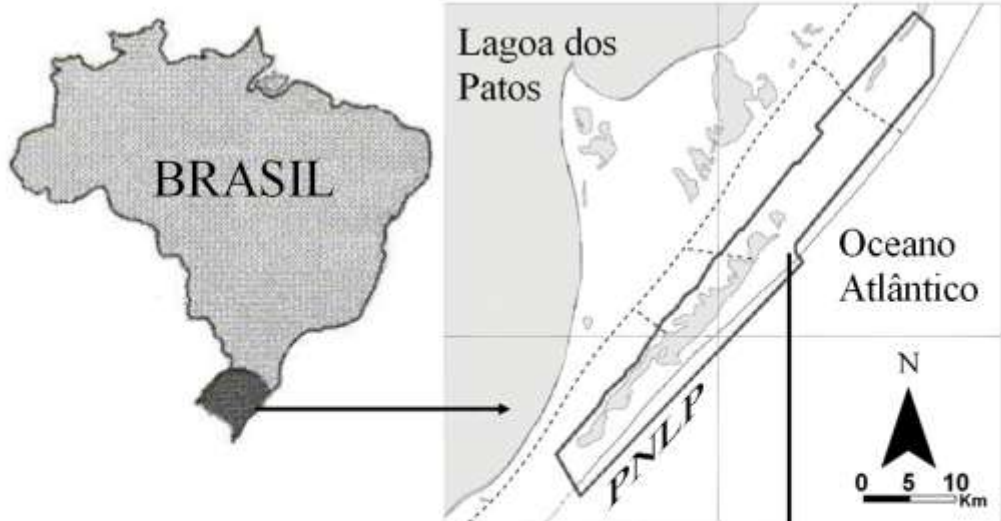 BRASIL
Lagoa dos
Patos
Oceano
Atlântico
PNLP
N
0 5 10
Km